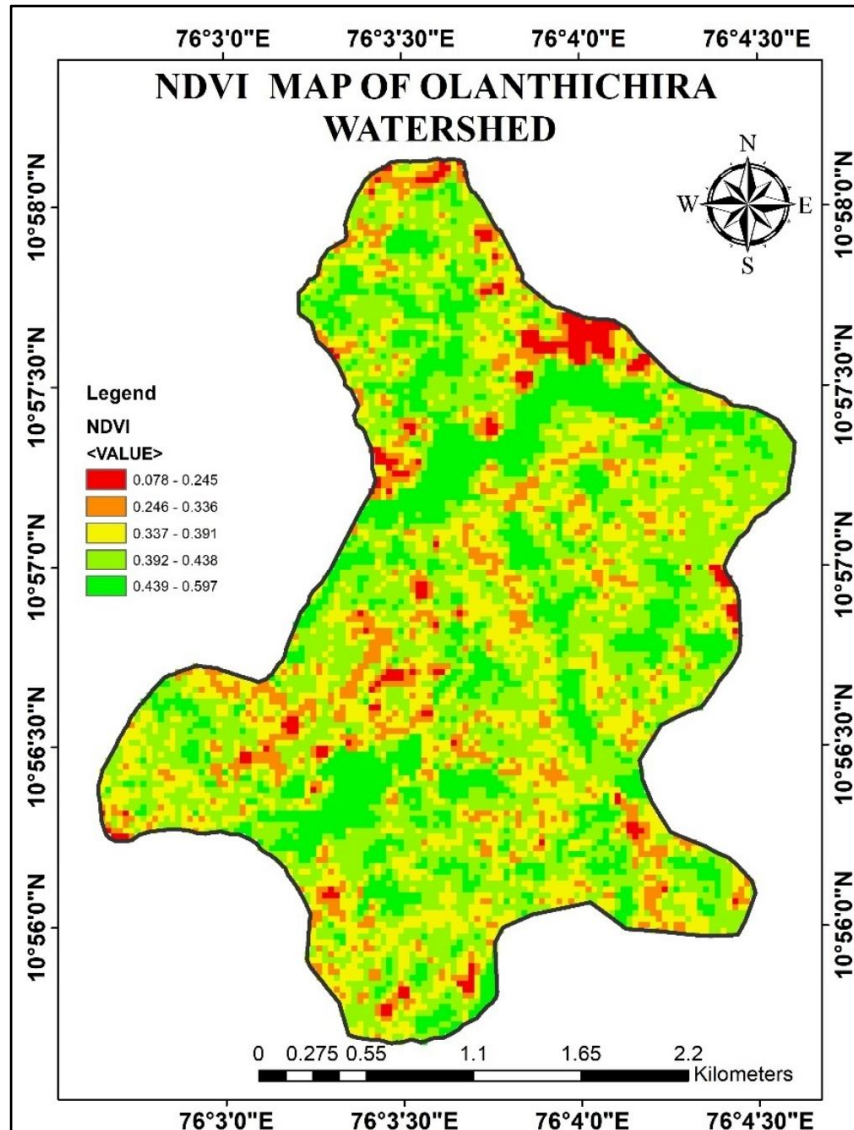 76°3'0"E 76°3'30"E 76°4'0"E 76°4'30"E
NDVI MAP OF OLANTHICHIRA
WATERSHED
N
W E
S
10°58'0"N 10°58'0"N
10°57'30"N 10°57'30"N
Legend
NDVI
<VALUE>
0.078 - 0.245
0.246 - 0.336
0.337 - 0.391
0.392 - 0.438
0.439 - 0.597
10°57'0"N 10°57'0"N
10°56'30"N 10°56'30"N
10°56'0"N 10°56'0"N
0 0.275 0.55 1.1 1.65 2.2
Kilometers
76°3'0"E 76°3'30"E 76°4'0"E 76°4'30"E